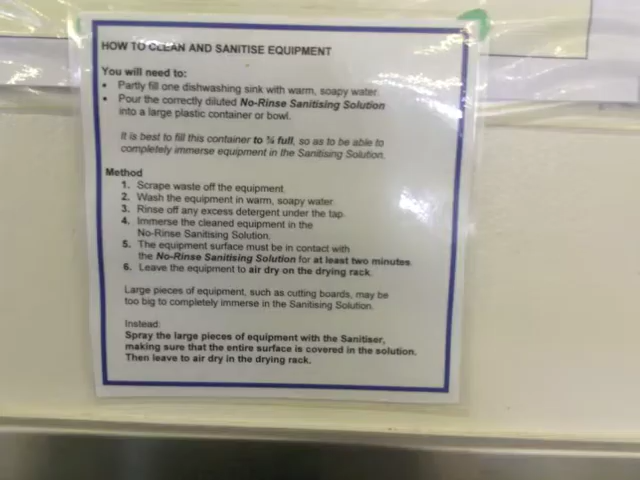 HOW TO CLEAN AND SANITISE EQUIPMENT
You will need to:
• Partly fill one dishwashing sink with warm, soapy water.
• Pour the correctly diluted No-Rinse Sanitising Solution
into a large plastic container or bowl.
It is best to fill this container to ¾ full, so as to be able to
completely immerse equipment in the Sanitising Solution.
Method
1. Scrape waste off the equipment.
2. Wash the equipment in warm, soapy water.
3. Rinse off any excess detergent under the tap.
4. Immerse the cleaned equipment in the
No-Rinse Sanitising Solution.
5. The equipment surface must be in contact with
the No-Rinse Sanitising Solution for at least two minutes.
6. Leave the equipment to air dry on the drying rack.
Large pieces of equipment, such as cutting boards, may be
too big to completely immerse in the Sanitising Solution.
Instead:
Spray the large pieces of equipment with the Sanitiser,
making sure that the entire surface is covered in the solution.
Then leave to air dry in the drying rack.